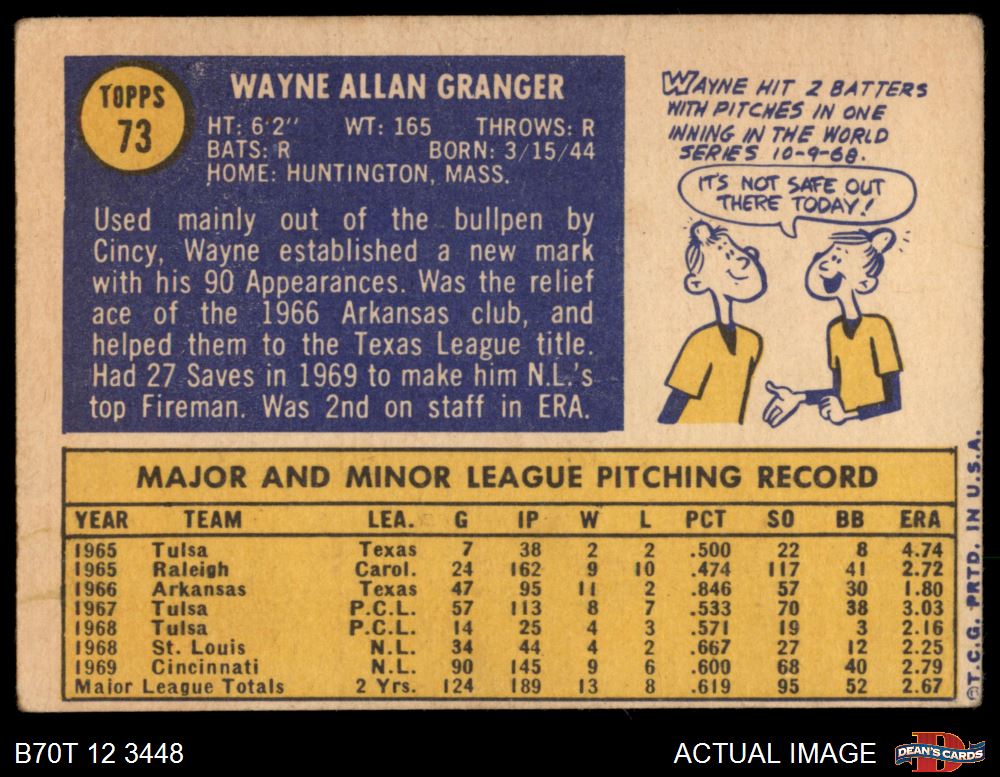 TOPPS
73
WAYNE ALLAN GRANGER
HT: 6'2" WT: 165 THROWS: R
BATS: R BORN: 3/15/44
HOME: HUNTINGTON, MASS.
Used mainly out of the bullpen by
Cincy, Wayne established a new mark
with his 90 Appearances. Was the relief
ace of the 1966 Arkansas club, and
helped them to the Texas League title.
Had 27 Saves in 1969 to make him N.L.'s
top Fireman. Was 2nd on staff in ERA.
WAYNE HIT 2 BATTERS
WITH PITCHES IN ONE
INNING IN THE WORLD
SERIES 10-9-68.
IT'S NOT SAFE OUT
THERE TODAY!
MAJOR AND MINOR LEAGUE PITCHING RECORD
YEAR TEAM LEA. G IP W L PCT SO BB ERA
1965 Tulsa Texas 7 38 2 2 .500 22 8 4.74
1965 Raleigh Carol. 24 162 9 10 .474 117 41 2.72
1966 Arkansas Texas 47 95 11 2 .846 57 30 1.80
1967 Tulsa P.C.L. 57 113 8 7 .533 70 38 3.03
1968 Tulsa P.C.L. 14 25 4 3 .571 19 3 2.16
1968 St. Louis N.L. 34 44 4 2 .667 27 12 2.25
1969 Cincinnati N.L. 90 145 9 6 .600 68 40 2.79
Major League Totals 2 Yrs. 124 189 13 8 .619 95 52 2.67
©T.C.G. PRTD. IN U.S.A.
B70T 12 3448
ACTUAL IMAGE
DEAN'S CARDS